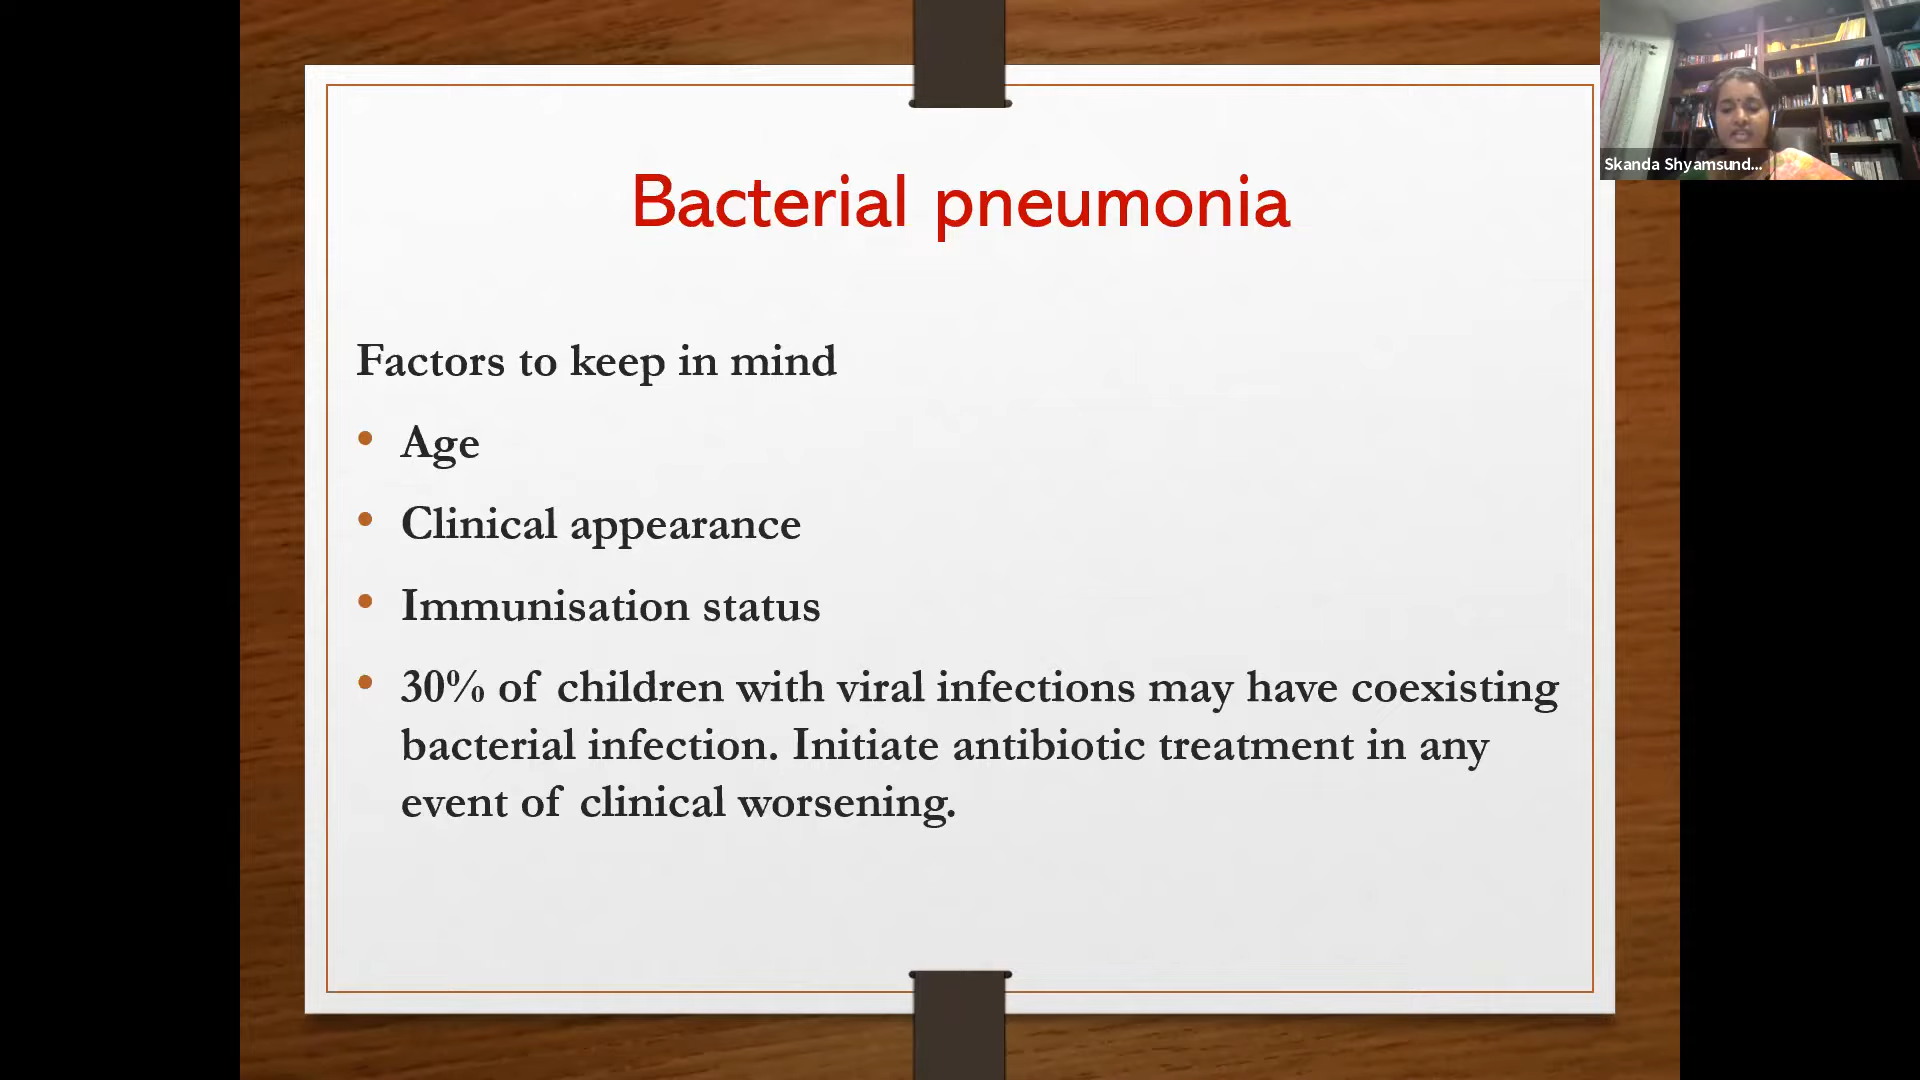 Skanda Shyamsund...
Bacterial pneumonia
Factors to keep in mind
• Age
• Clinical appearance
• Immunisation status
• 30% of children with viral infections may have coexisting
bacterial infection. Initiate antibiotic treatment in any
event of clinical worsening.